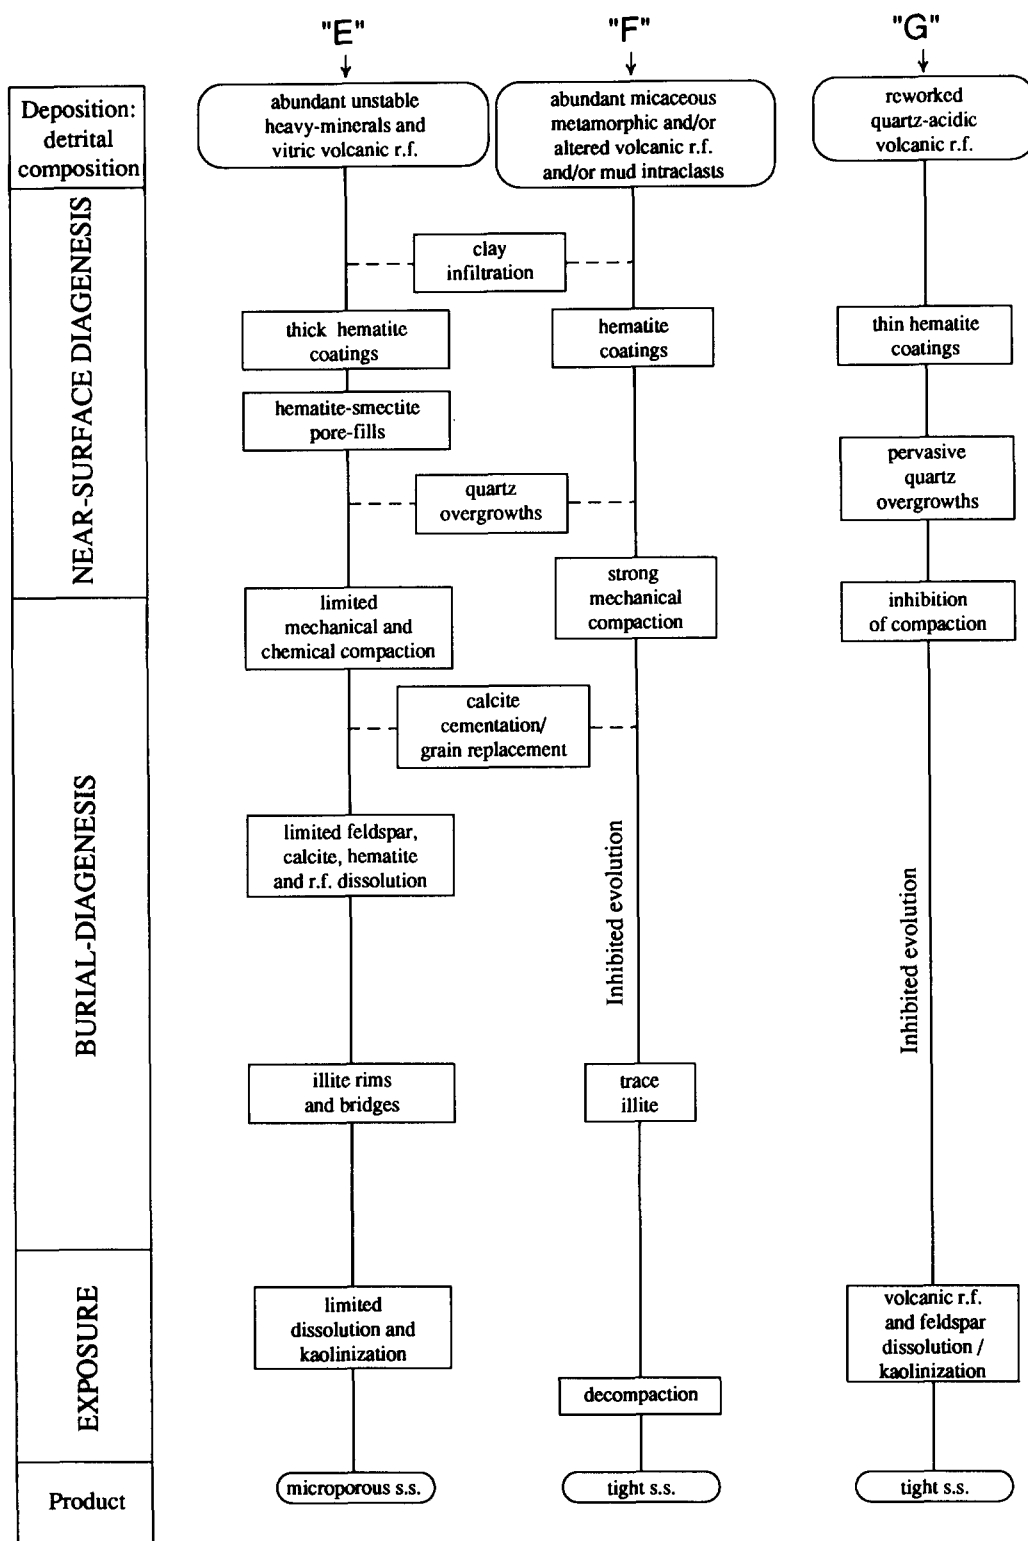 "E"
"F"
"G"
Deposition:
detrital
composition
abundant unstable
heavy-minerals and
vitric volcanic r.f.
abundant micaceous
metamorphic and/or
altered volcanic r.f.
and/or mud intraclasts
reworked
quartz-acidic
volcanic r.f.
NEAR-SURFACE DIAGENESIS
clay
infiltration
thick hematite
coatings
hematite
coatings
thin hematite
coatings
hematite-smectite
pore-fills
pervasive
quartz
overgrowths
quartz
overgrowths
strong
mechanical
compaction
BURIAL-DIAGENESIS
limited
mechanical and
chemical compaction
inhibition
of compaction
calcite
cementation/
grain replacement
limited feldspar,
calcite, hematite
and r.f. dissolution
Inhibited evolution
Inhibited evolution
illite rims
and bridges
trace
illite
EXPOSURE
limited
dissolution and
kaolinization
volcanic r.f.
and feldspar
dissolution /
kaolinization
decompaction
Product
microporous s.s.
tight s.s.
tight s.s.